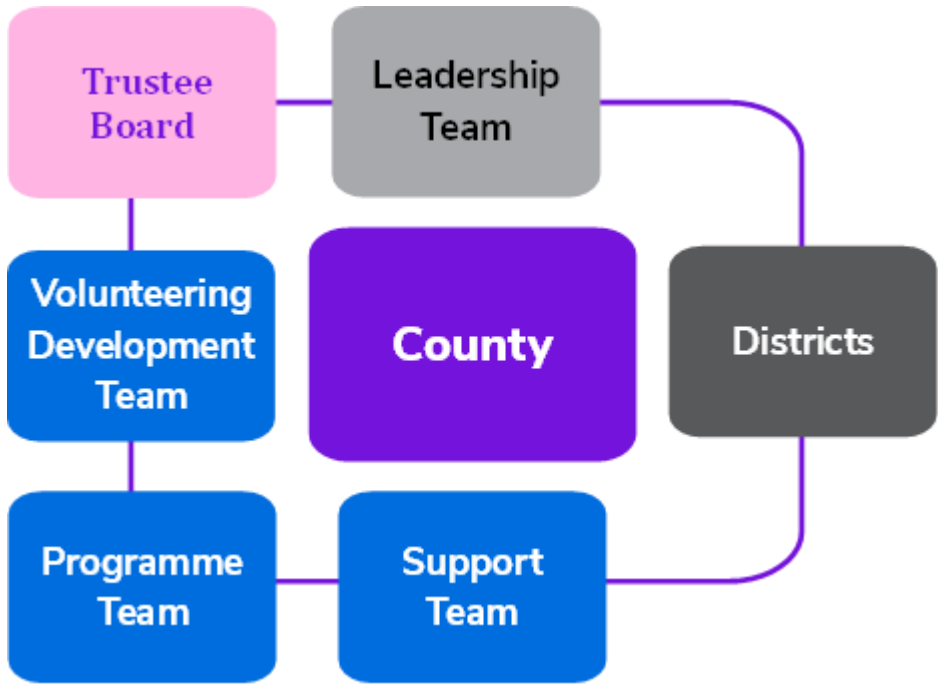 Trustee
Board
Leadership
Team
Volunteering
Development
Team
County
Districts
Programme
Team
Support
Team